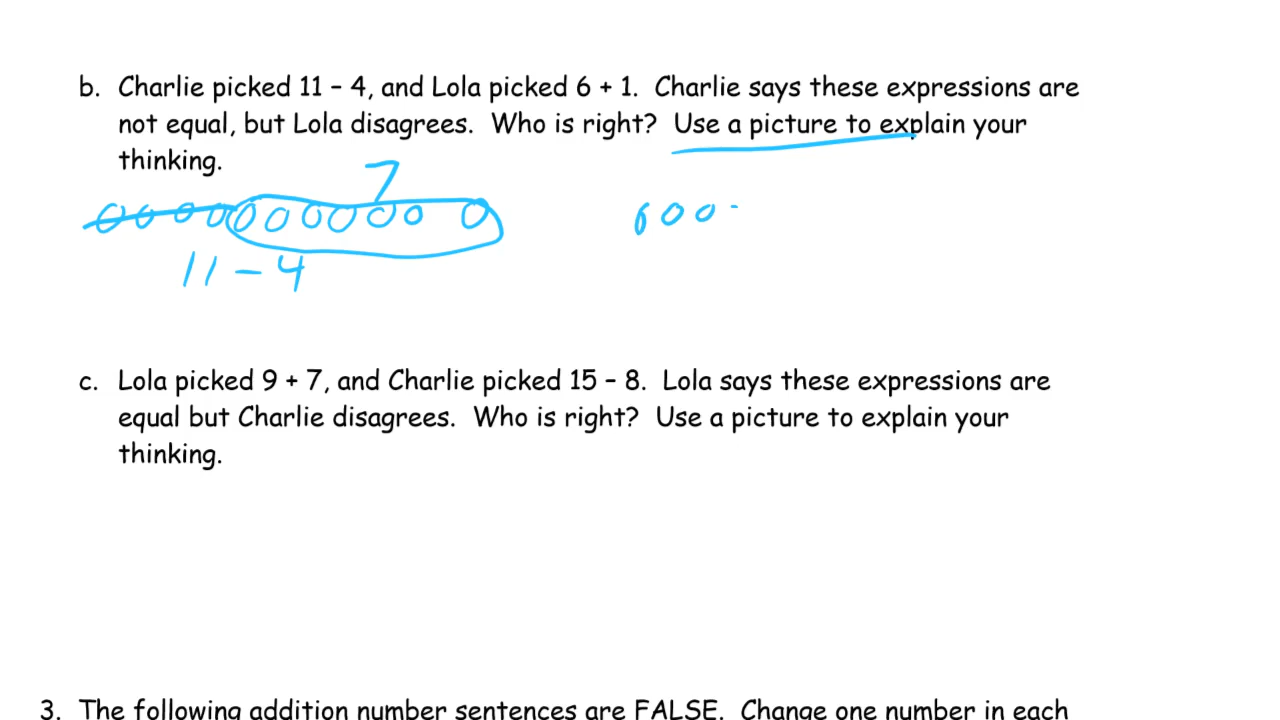 b. Charlie picked 11 – 4, and Lola picked 6 + 1. Charlie says these expressions are
not equal, but Lola disagrees. Who is right? Use a picture to explain your
thinking.
7
11 – 4
c. Lola picked 9 + 7, and Charlie picked 15 – 8. Lola says these expressions are
equal but Charlie disagrees. Who is right? Use a picture to explain your
thinking.
3. The following addition number sentences are FALSE. Change one number in each